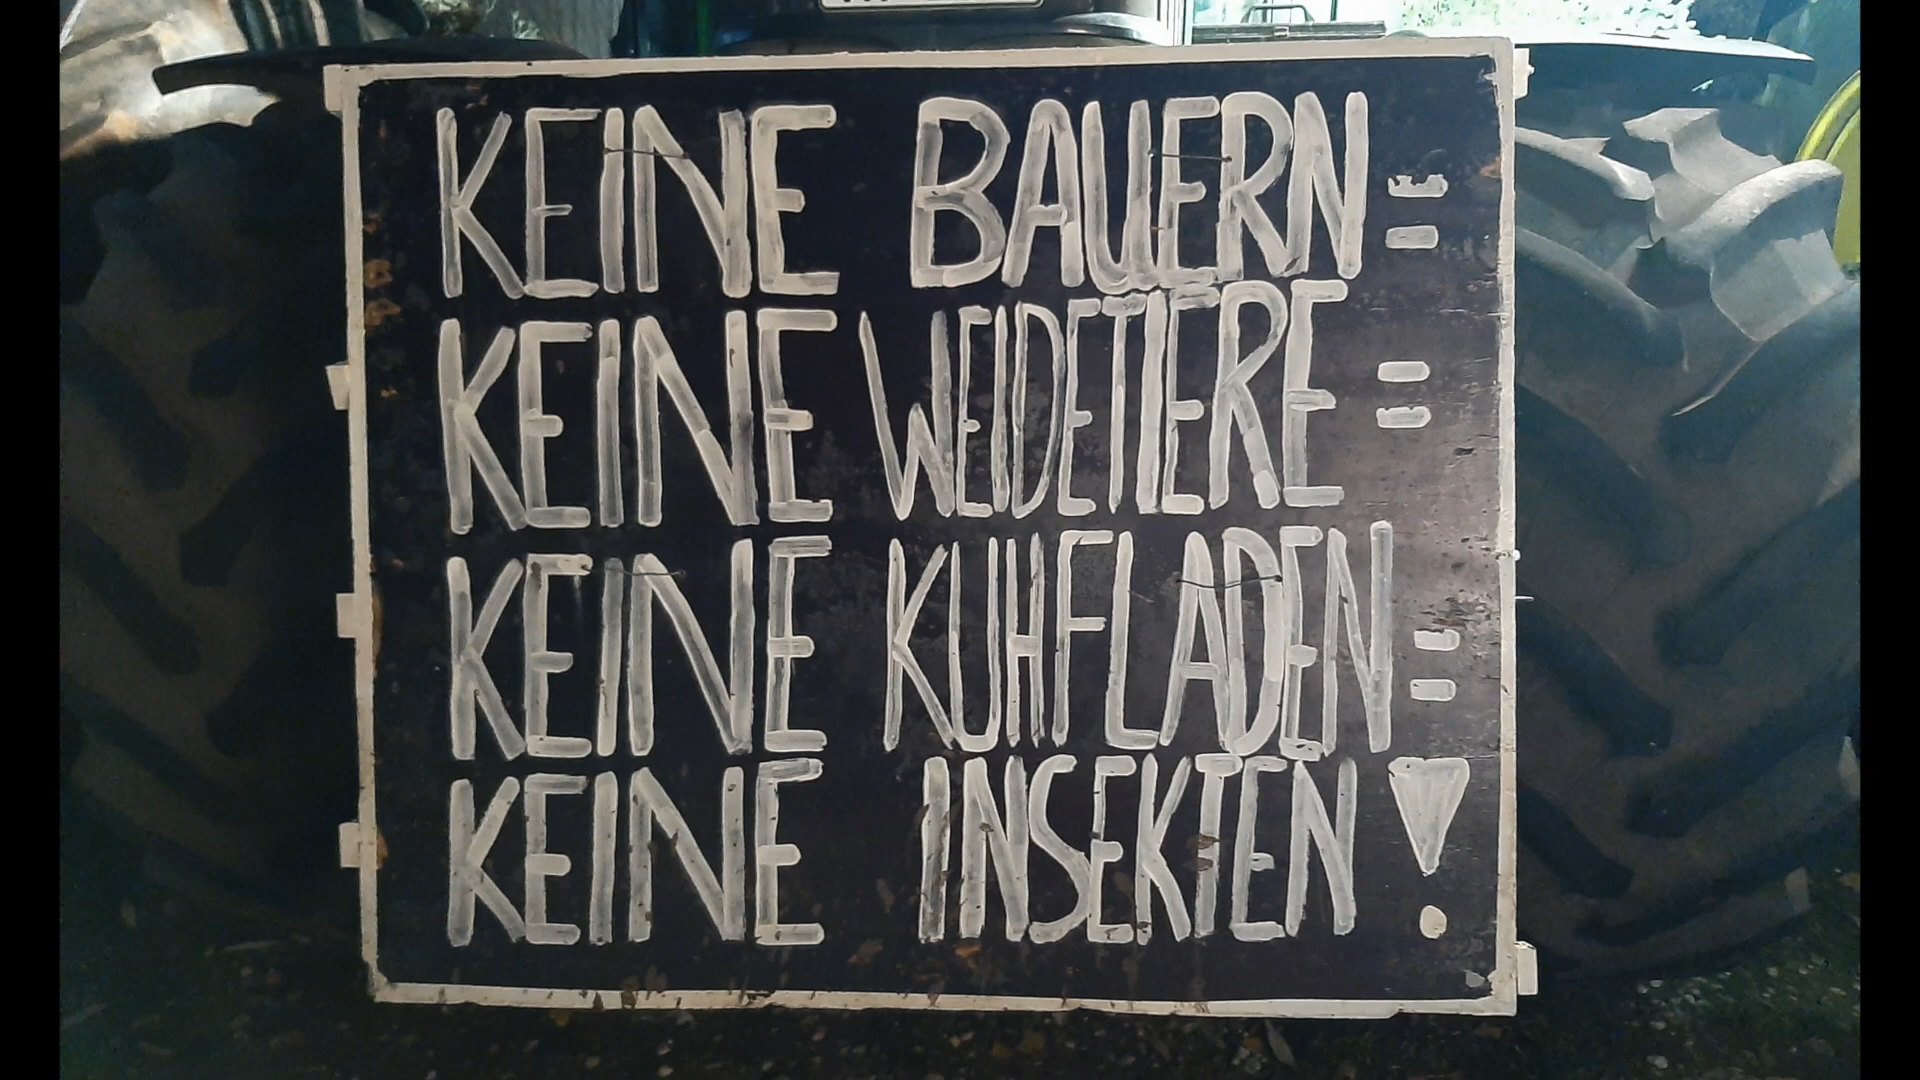 KEINE BAUERN =
KEINE WEIDETIERE =
KEINE KUHFLADEN =
KEINE INSEKTEN!